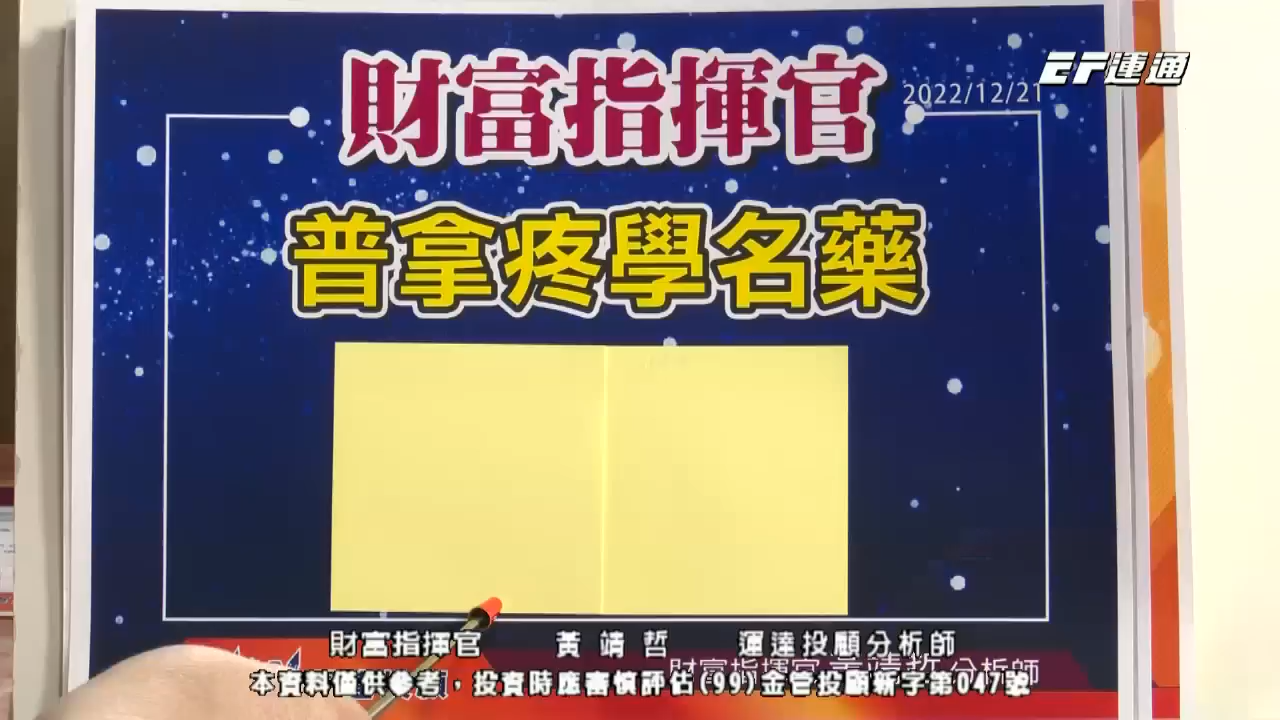 財富指揮官
2022/12/21
EF運通
普拿疼學名藥
財富指揮官 黃靖哲 運達投顧分析師
財富指揮官 黃靖哲 分析師
本資料僅供參考,投資時應審慎評估(99)金管投顧新字第047號